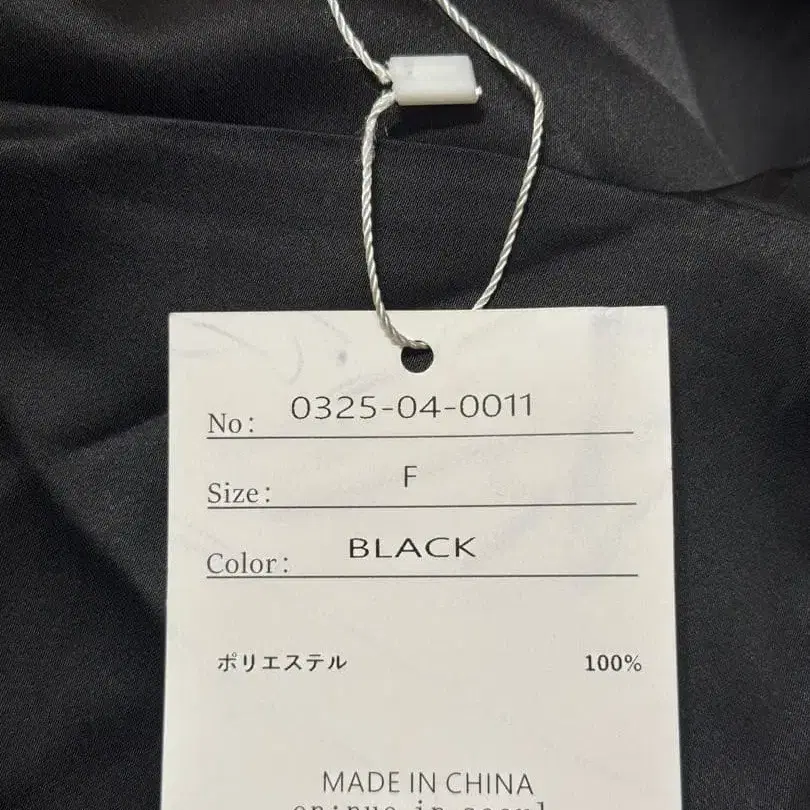 No: 0325-04-0011
Size: F
Color: BLACK
ポリエステル 100%
MADE IN CHINA